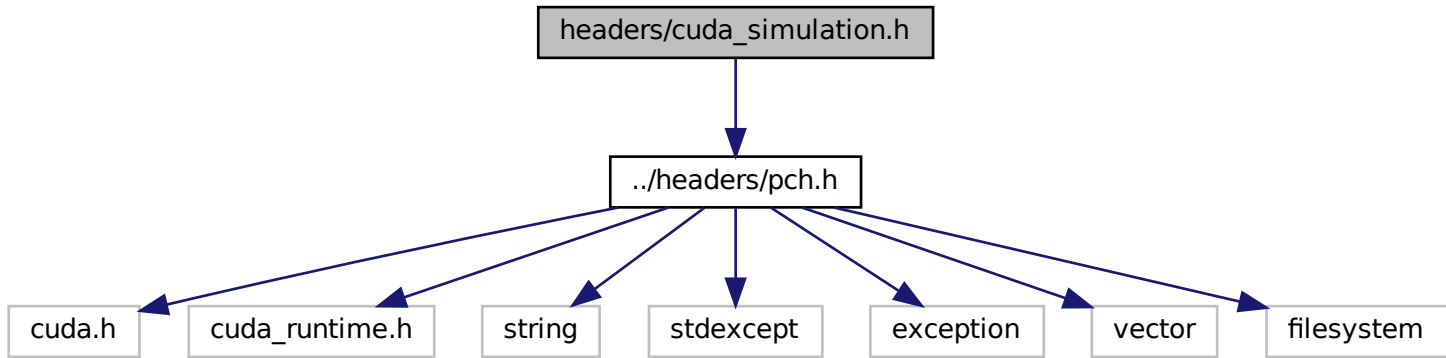 headers/cuda_simulation.h
../headers/pch.h
cuda.h
cuda_runtime.h
string
stdexcept
exception
vector
filesystem